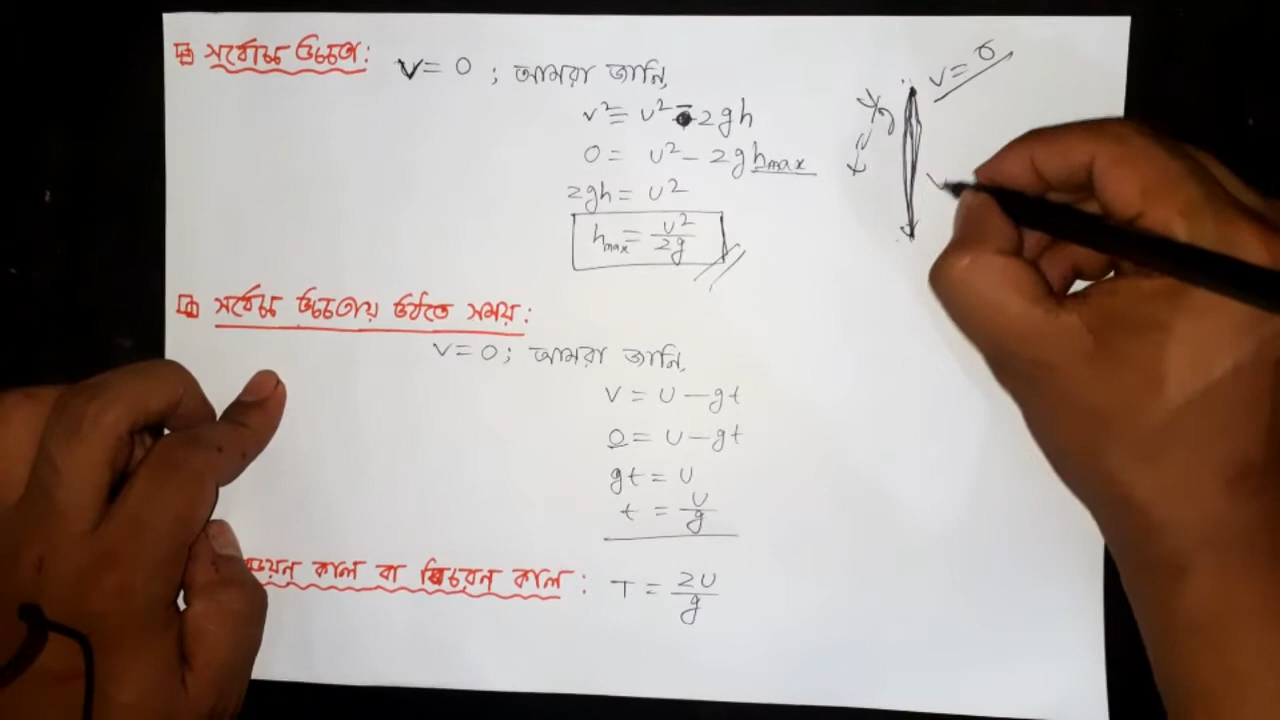 সর্বোচ্চ উচ্চতা: v = 0 ; আমরা জানি,
v² = u² - 2gh
0 = u² - 2gh_max
2gh = u²
h_max = u²/2g
v = 0
g
সর্বোচ্চ উচ্চতায় উঠতে সময়:
v = 0 ; আমরা জানি,
v = u - gt
0 = u - gt
gt = u
t = u/g
কাল বা বিচরন কাল : T = 2u/g